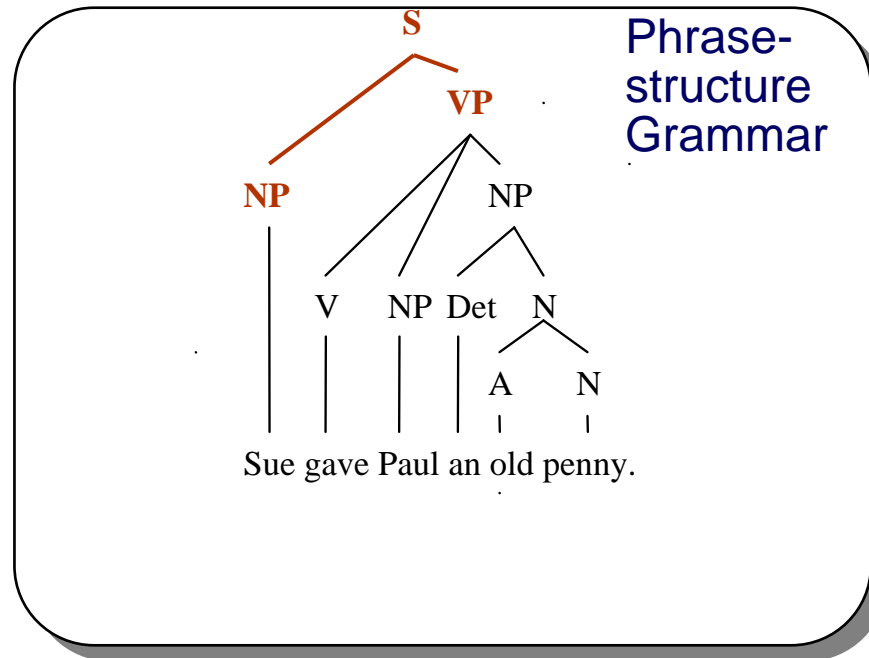 S
Phrase-
structure
Grammar
VP
NP NP
V NP Det N
A N
Sue gave Paul an old penny.